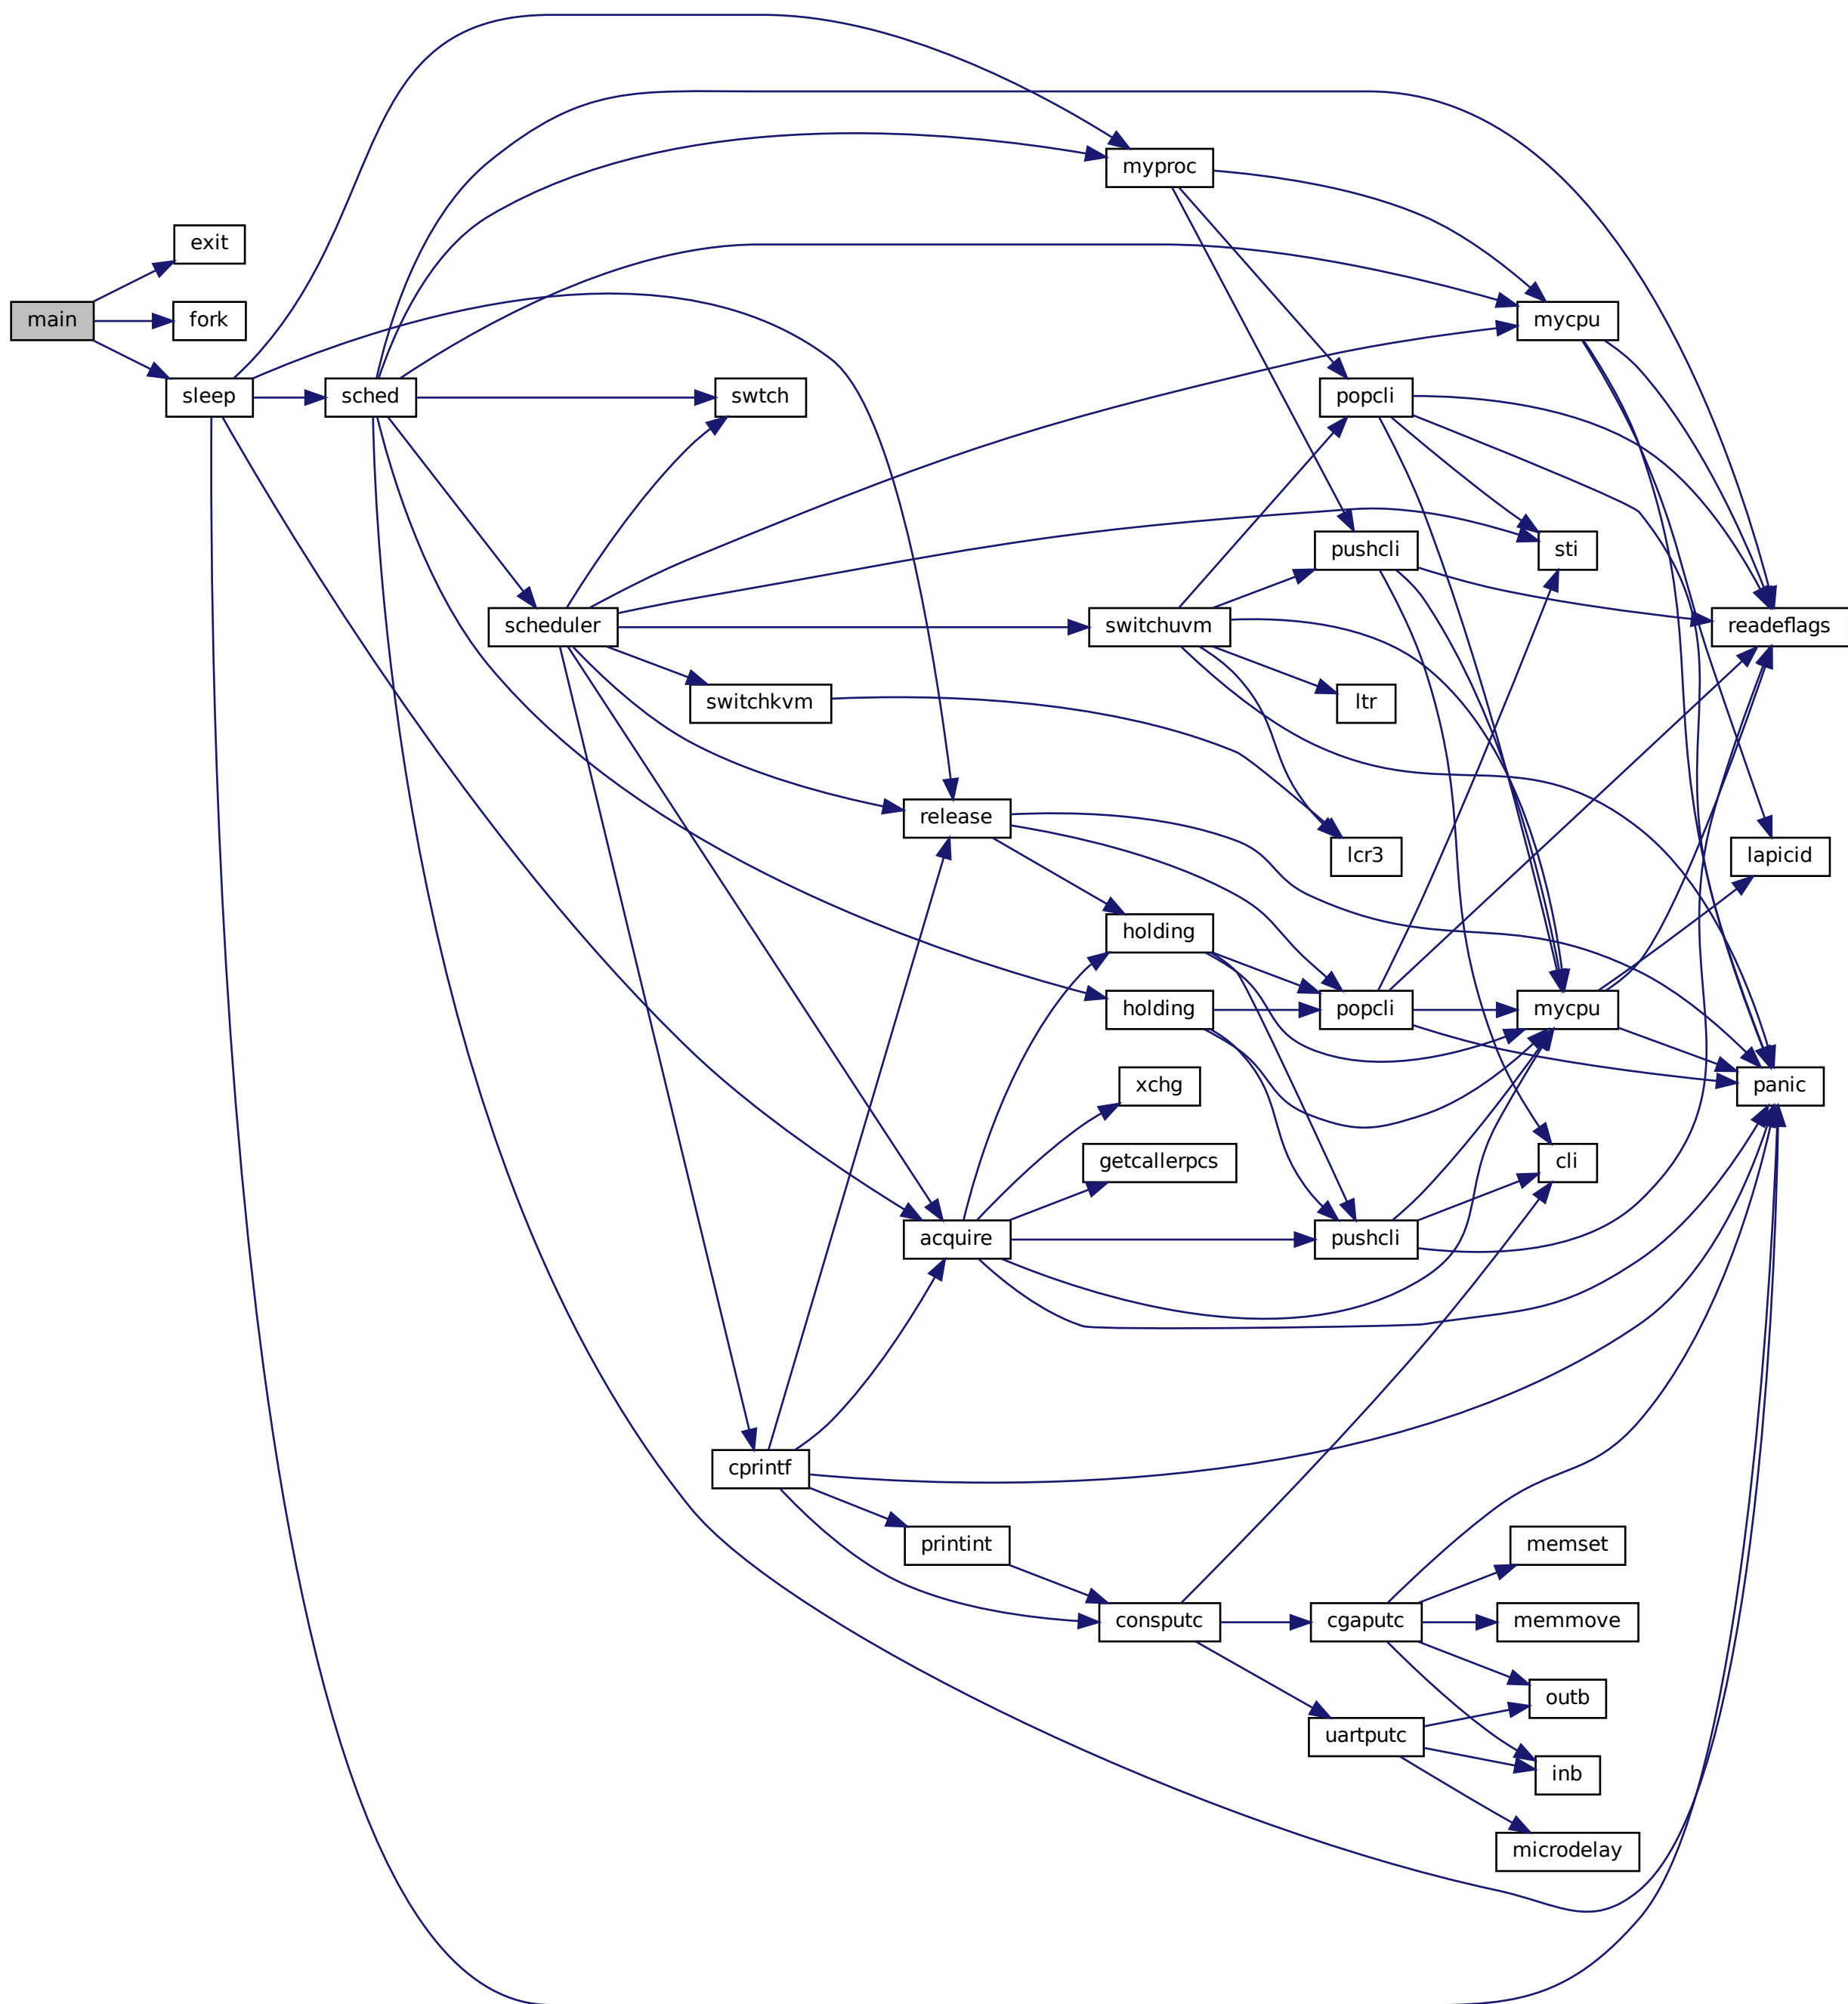 myproc
exit
main
fork
mycpu
sleep
sched
swtch
popcli
pushcli
sti
scheduler
switchuvm
readeflags
switchkvm
ltr
release
lcr3
lapicid
holding
holding
popcli
mycpu
xchg
panic
getcallerpcs
cli
acquire
pushcli
cprintf
printint
memset
consputc
cgaputc
memmove
outb
uartputc
inb
microdelay